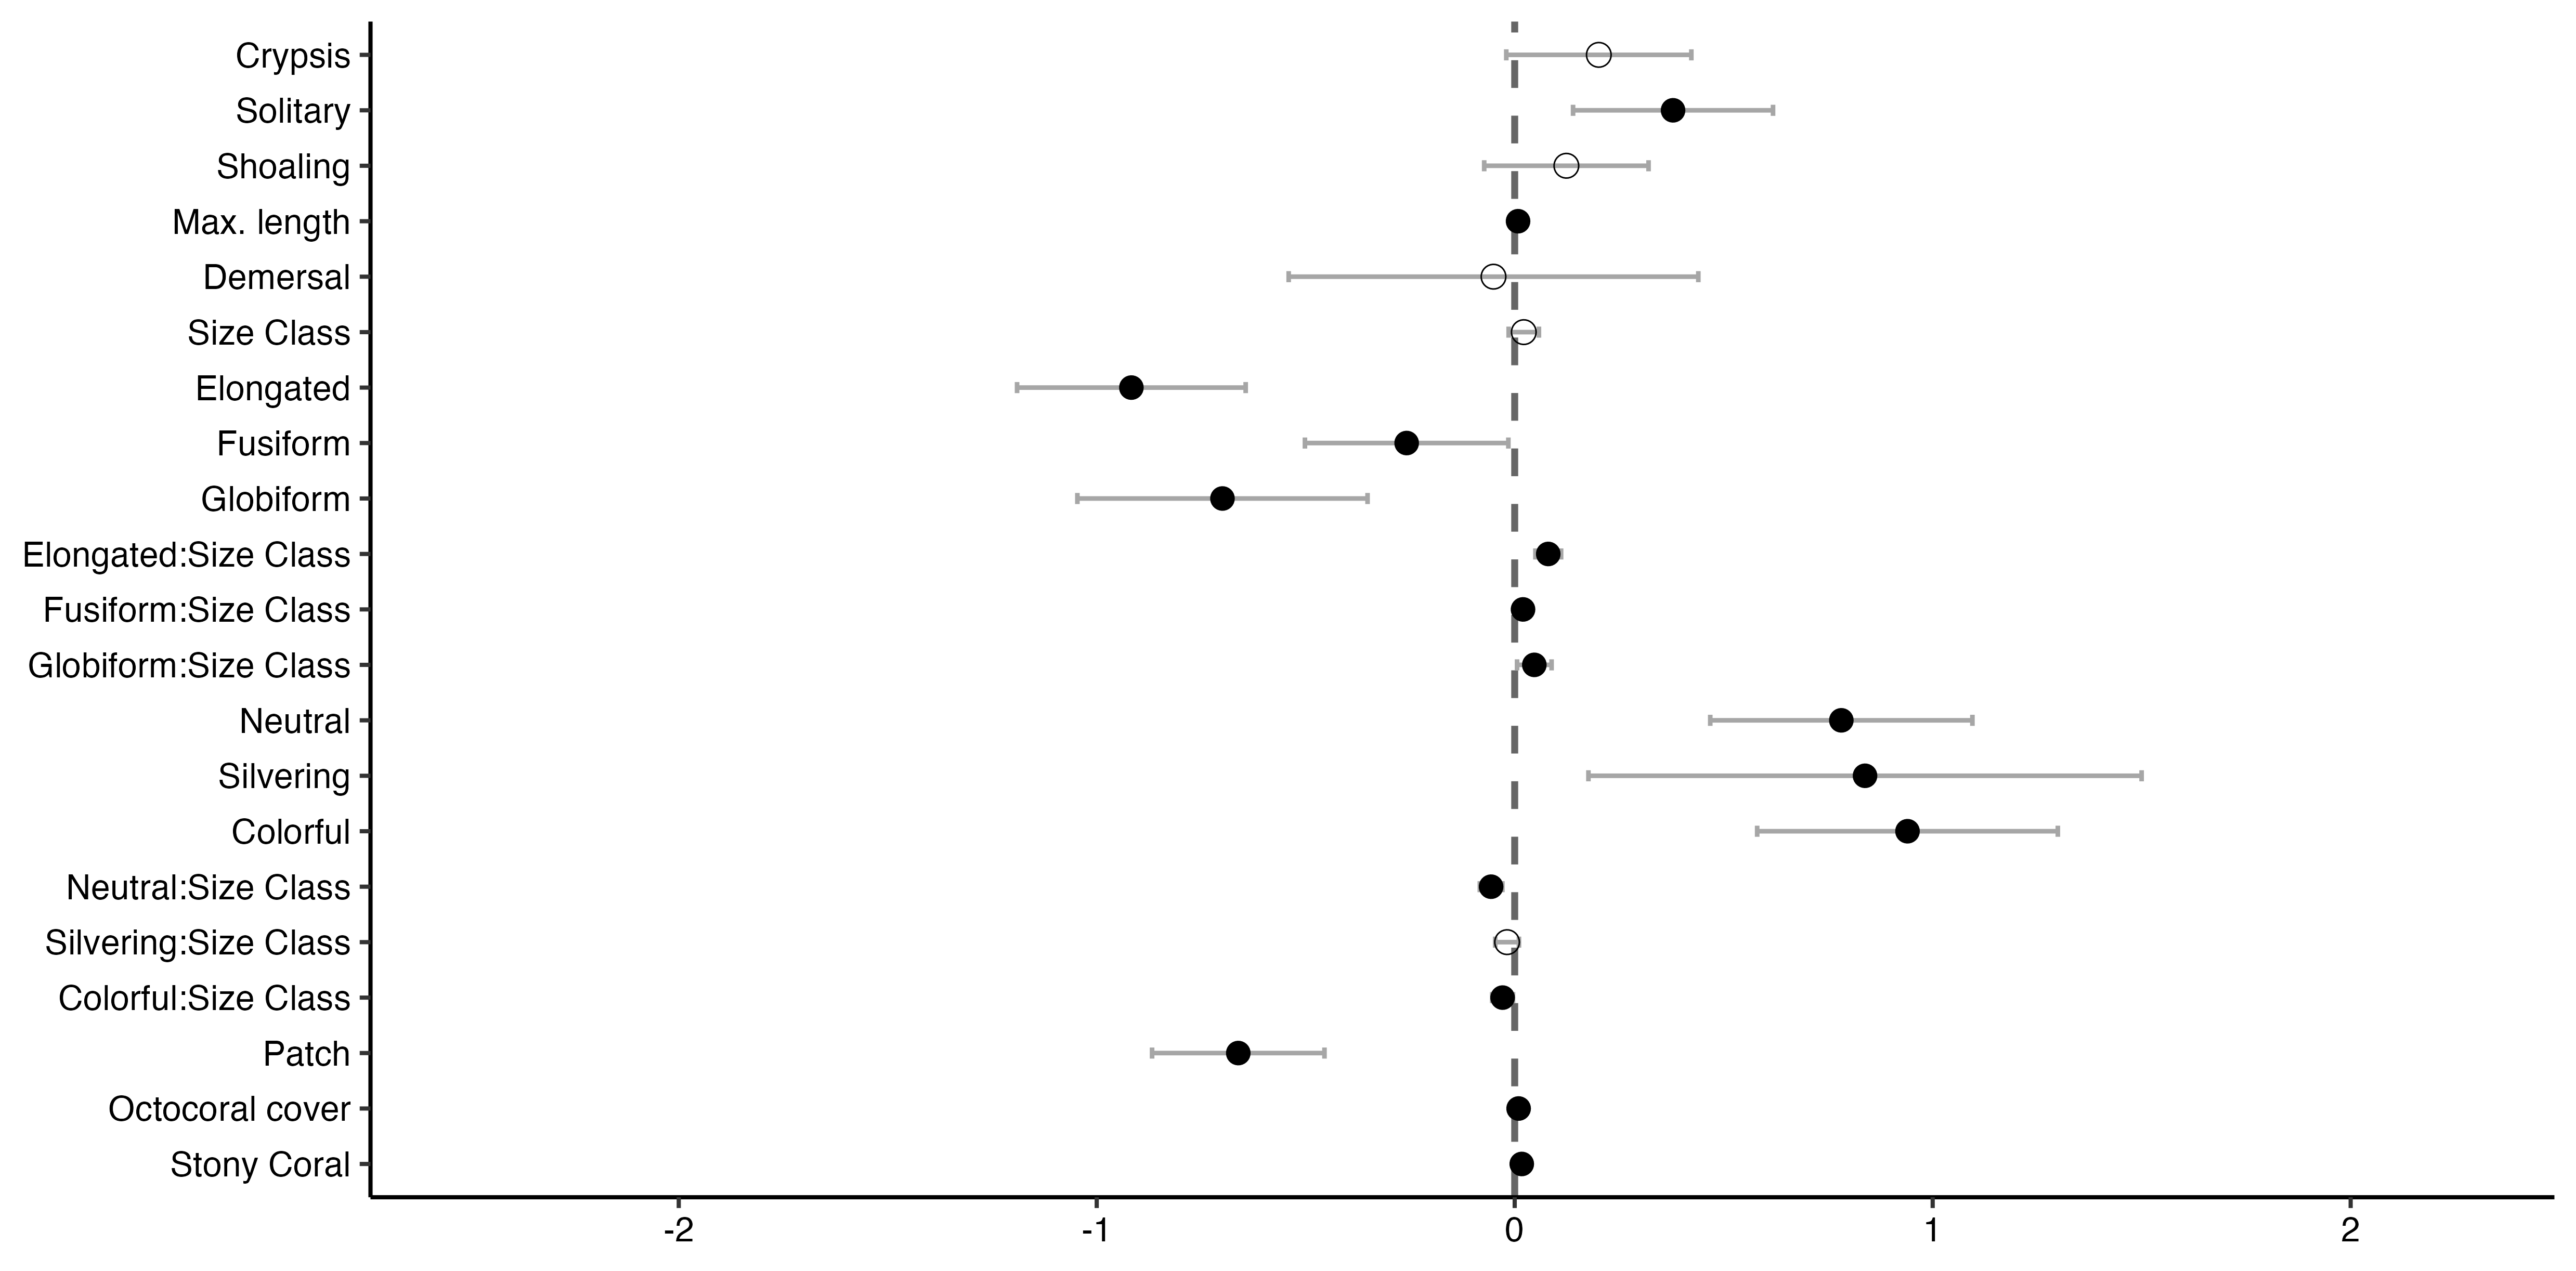 Crypsis
Solitary
Shoaling
Max. length
Demersal
Size Class
Elongated
Fusiform
Globiform
Elongated:Size Class
Fusiform:Size Class
Globiform:Size Class
Neutral
Silvering
Colorful
Neutral:Size Class
Silvering:Size Class
Colorful:Size Class
Patch
Octocoral cover
Stony Coral
-2 -1 0 1 2